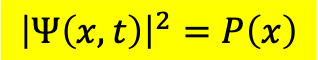 |Ψ(x, t)|² = P(x)